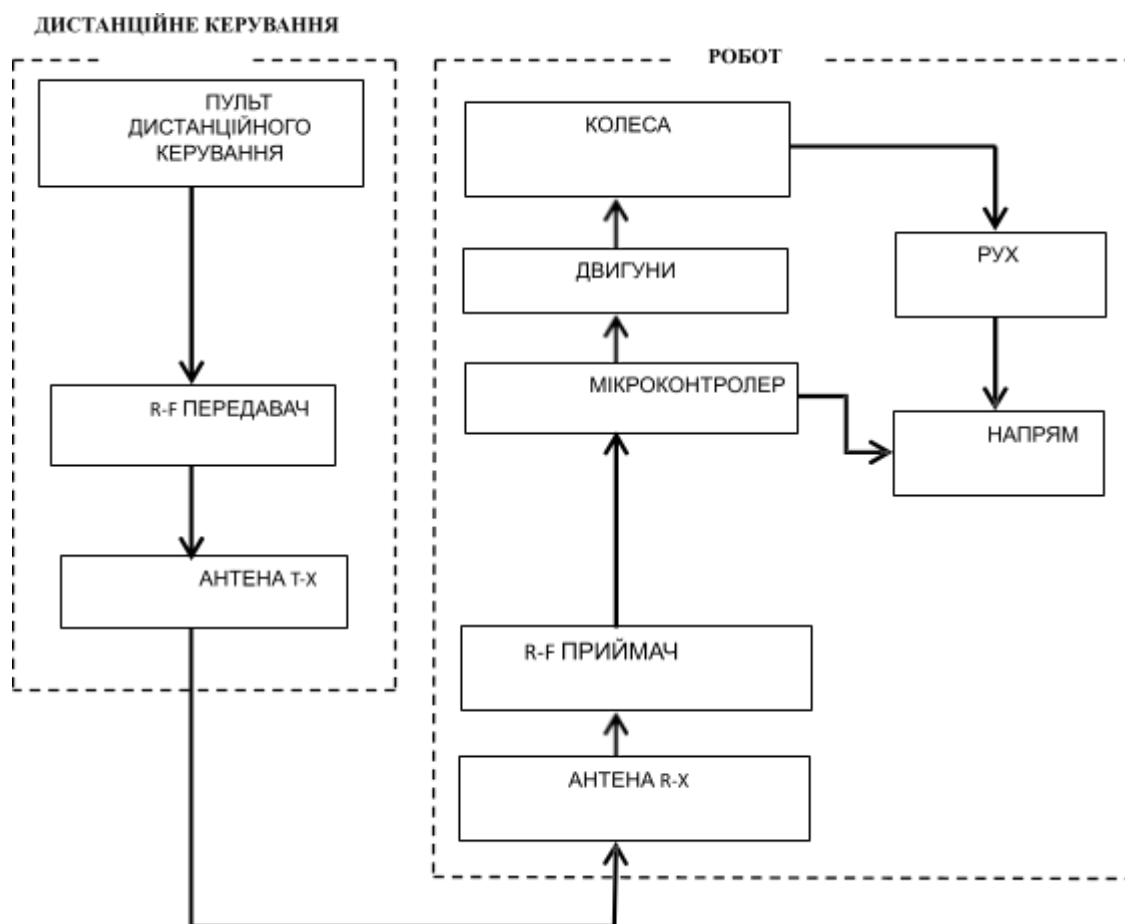 ДИСТАНЦІЙНЕ КЕРУВАННЯ
ПУЛЬТ
ДИСТАНЦІЙНОГО
КЕРУВАННЯ
R-F ПЕРЕДАВАЧ
АНТЕНА T-X
РОБОТ
КОЛЕСА
ДВИГУНИ
МІКРОКОНТРОЛЕР
R-F ПРИЙМАЧ
АНТЕНА R-X
РУХ
НАПРЯМ